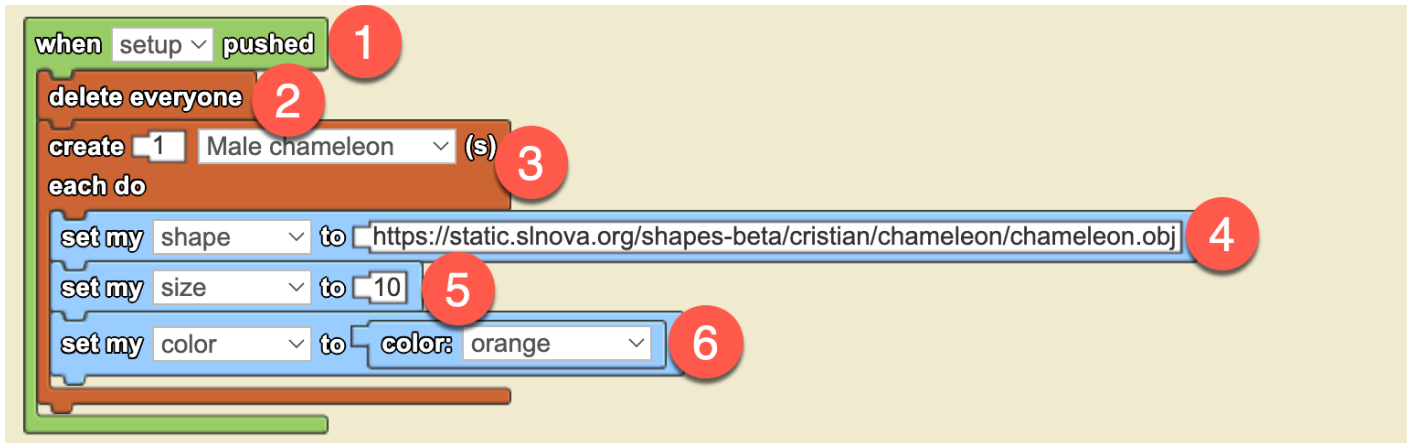 when setup pushed 1
delete everyone 2
create 1 Male chameleon (s) 3
each do
set my shape to https://static.slnova.org/shapes-beta/cristian/chameleon/chameleon.obj 4
set my size to 10 5
set my color to color: orange 6